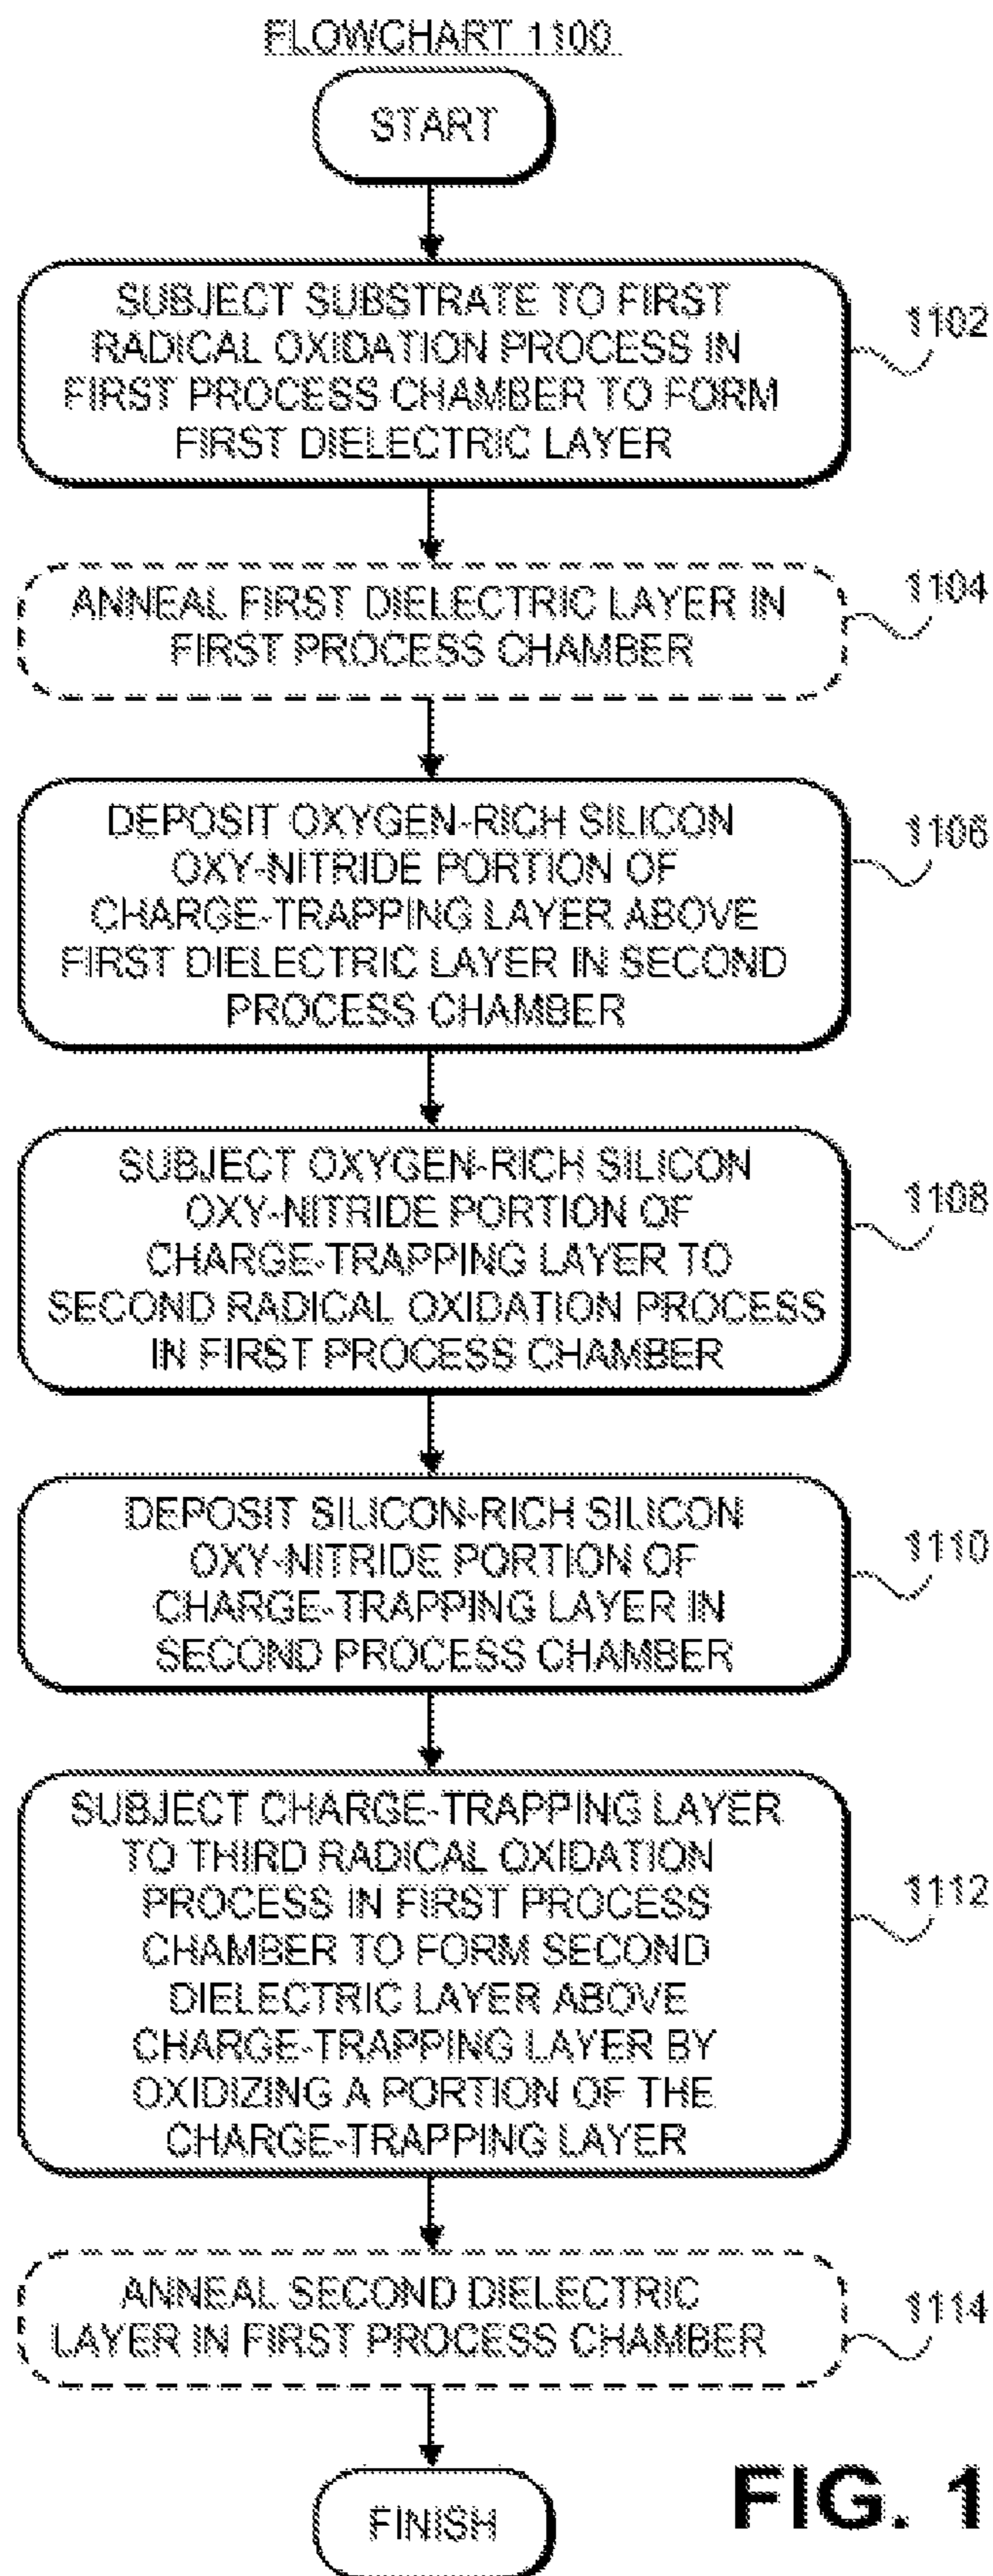 FLOWCHART 1100
START
SUBJECT SUBSTRATE TO FIRST
RADICAL OXIDATION PROCESS IN
FIRST PROCESS CHAMBER TO FORM
FIRST DIELECTRIC LAYER
1102
ANNEAL FIRST DIELECTRIC LAYER IN
FIRST PROCESS CHAMBER
1104
DEPOSIT OXYGEN-RICH SILICON
OXY-NITRIDE PORTION OF
CHARGE-TRAPPING LAYER ABOVE
FIRST DIELECTRIC LAYER IN SECOND
PROCESS CHAMBER
1106
SUBJECT OXYGEN-RICH SILICON
OXY-NITRIDE PORTION OF
CHARGE-TRAPPING LAYER TO
SECOND RADICAL OXIDATION PROCESS
IN FIRST PROCESS CHAMBER
1108
DEPOSIT SILICON-RICH SILICON
OXY-NITRIDE PORTION OF
CHARGE-TRAPPING LAYER IN
SECOND PROCESS CHAMBER
1110
SUBJECT CHARGE-TRAPPING LAYER
TO THIRD RADICAL OXIDATION
PROCESS IN FIRST PROCESS
CHAMBER TO FORM SECOND
DIELECTRIC LAYER ABOVE
CHARGE-TRAPPING LAYER BY
OXIDIZING A PORTION OF THE
CHARGE-TRAPPING LAYER
1112
ANNEAL SECOND DIELECTRIC
LAYER IN FIRST PROCESS CHAMBER
1114
FINISH
FIG. 1